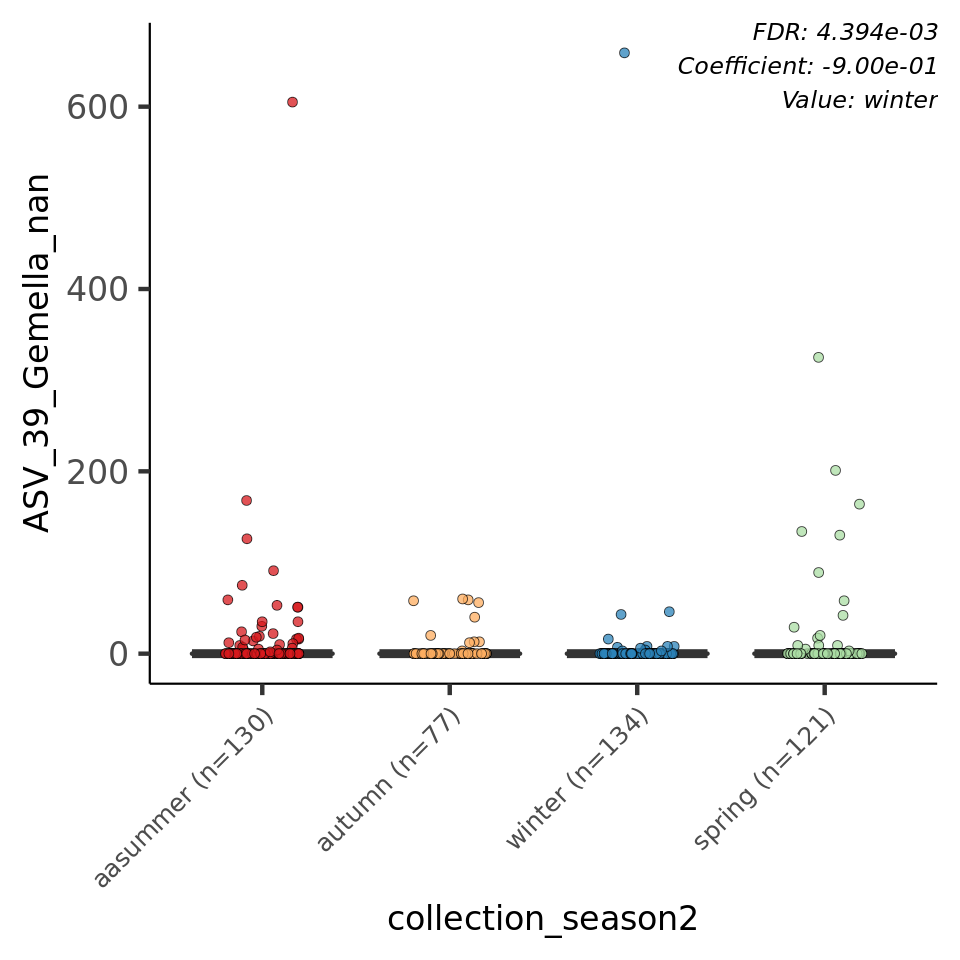 FDR: 4.394e-03
Coefficient: -9.00e-01
Value: winter
ASV_39_Gemella_nan
600
400
200
0
aasummer (n=130)
autumn (n=77)
winter (n=134)
spring (n=121)
collection_season2